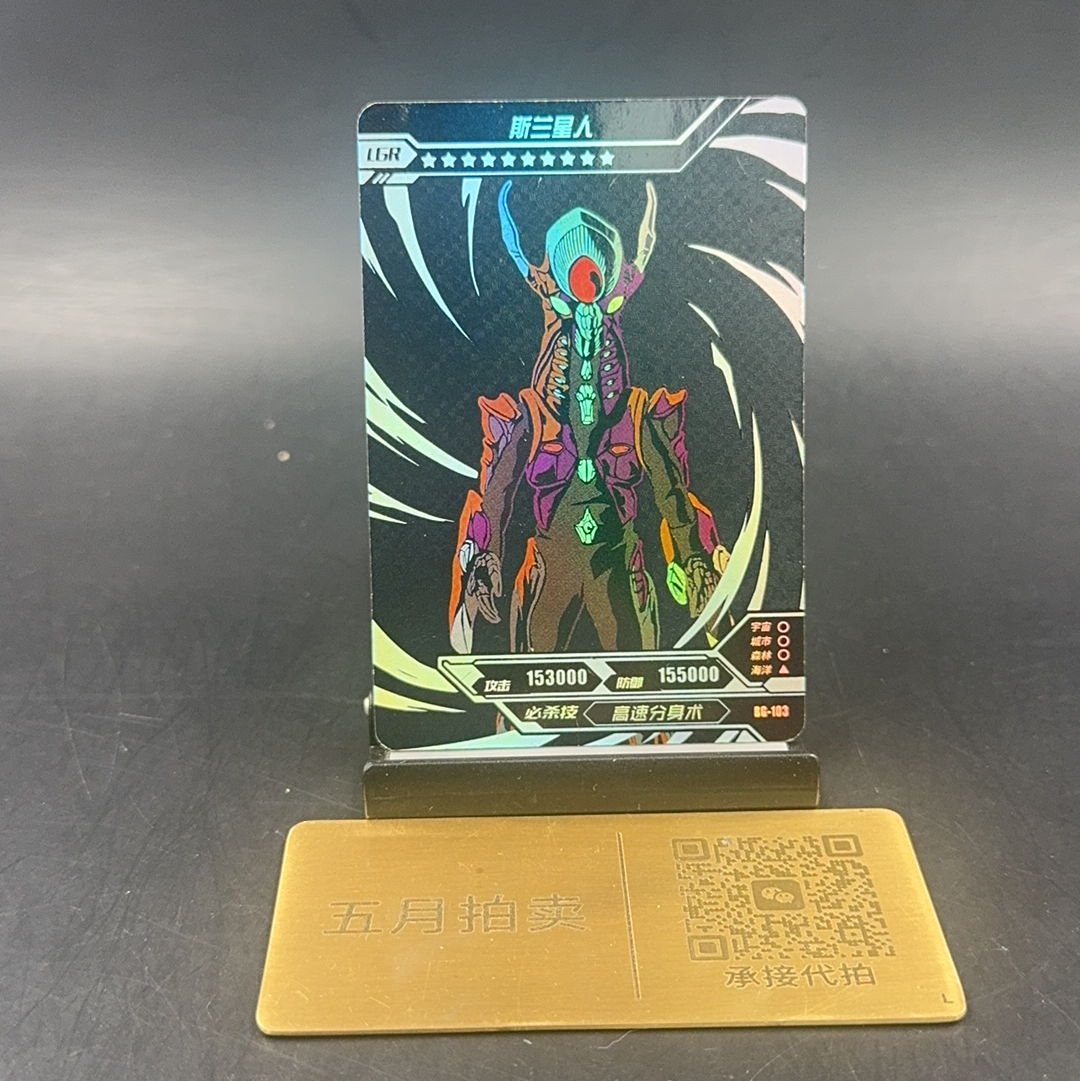 斯兰星人
LGR
宇宙
城市
森林
海洋
攻击 153000 防御 155000
必杀技 高速分身术 BG-103
五月拍卖
承接代拍
L